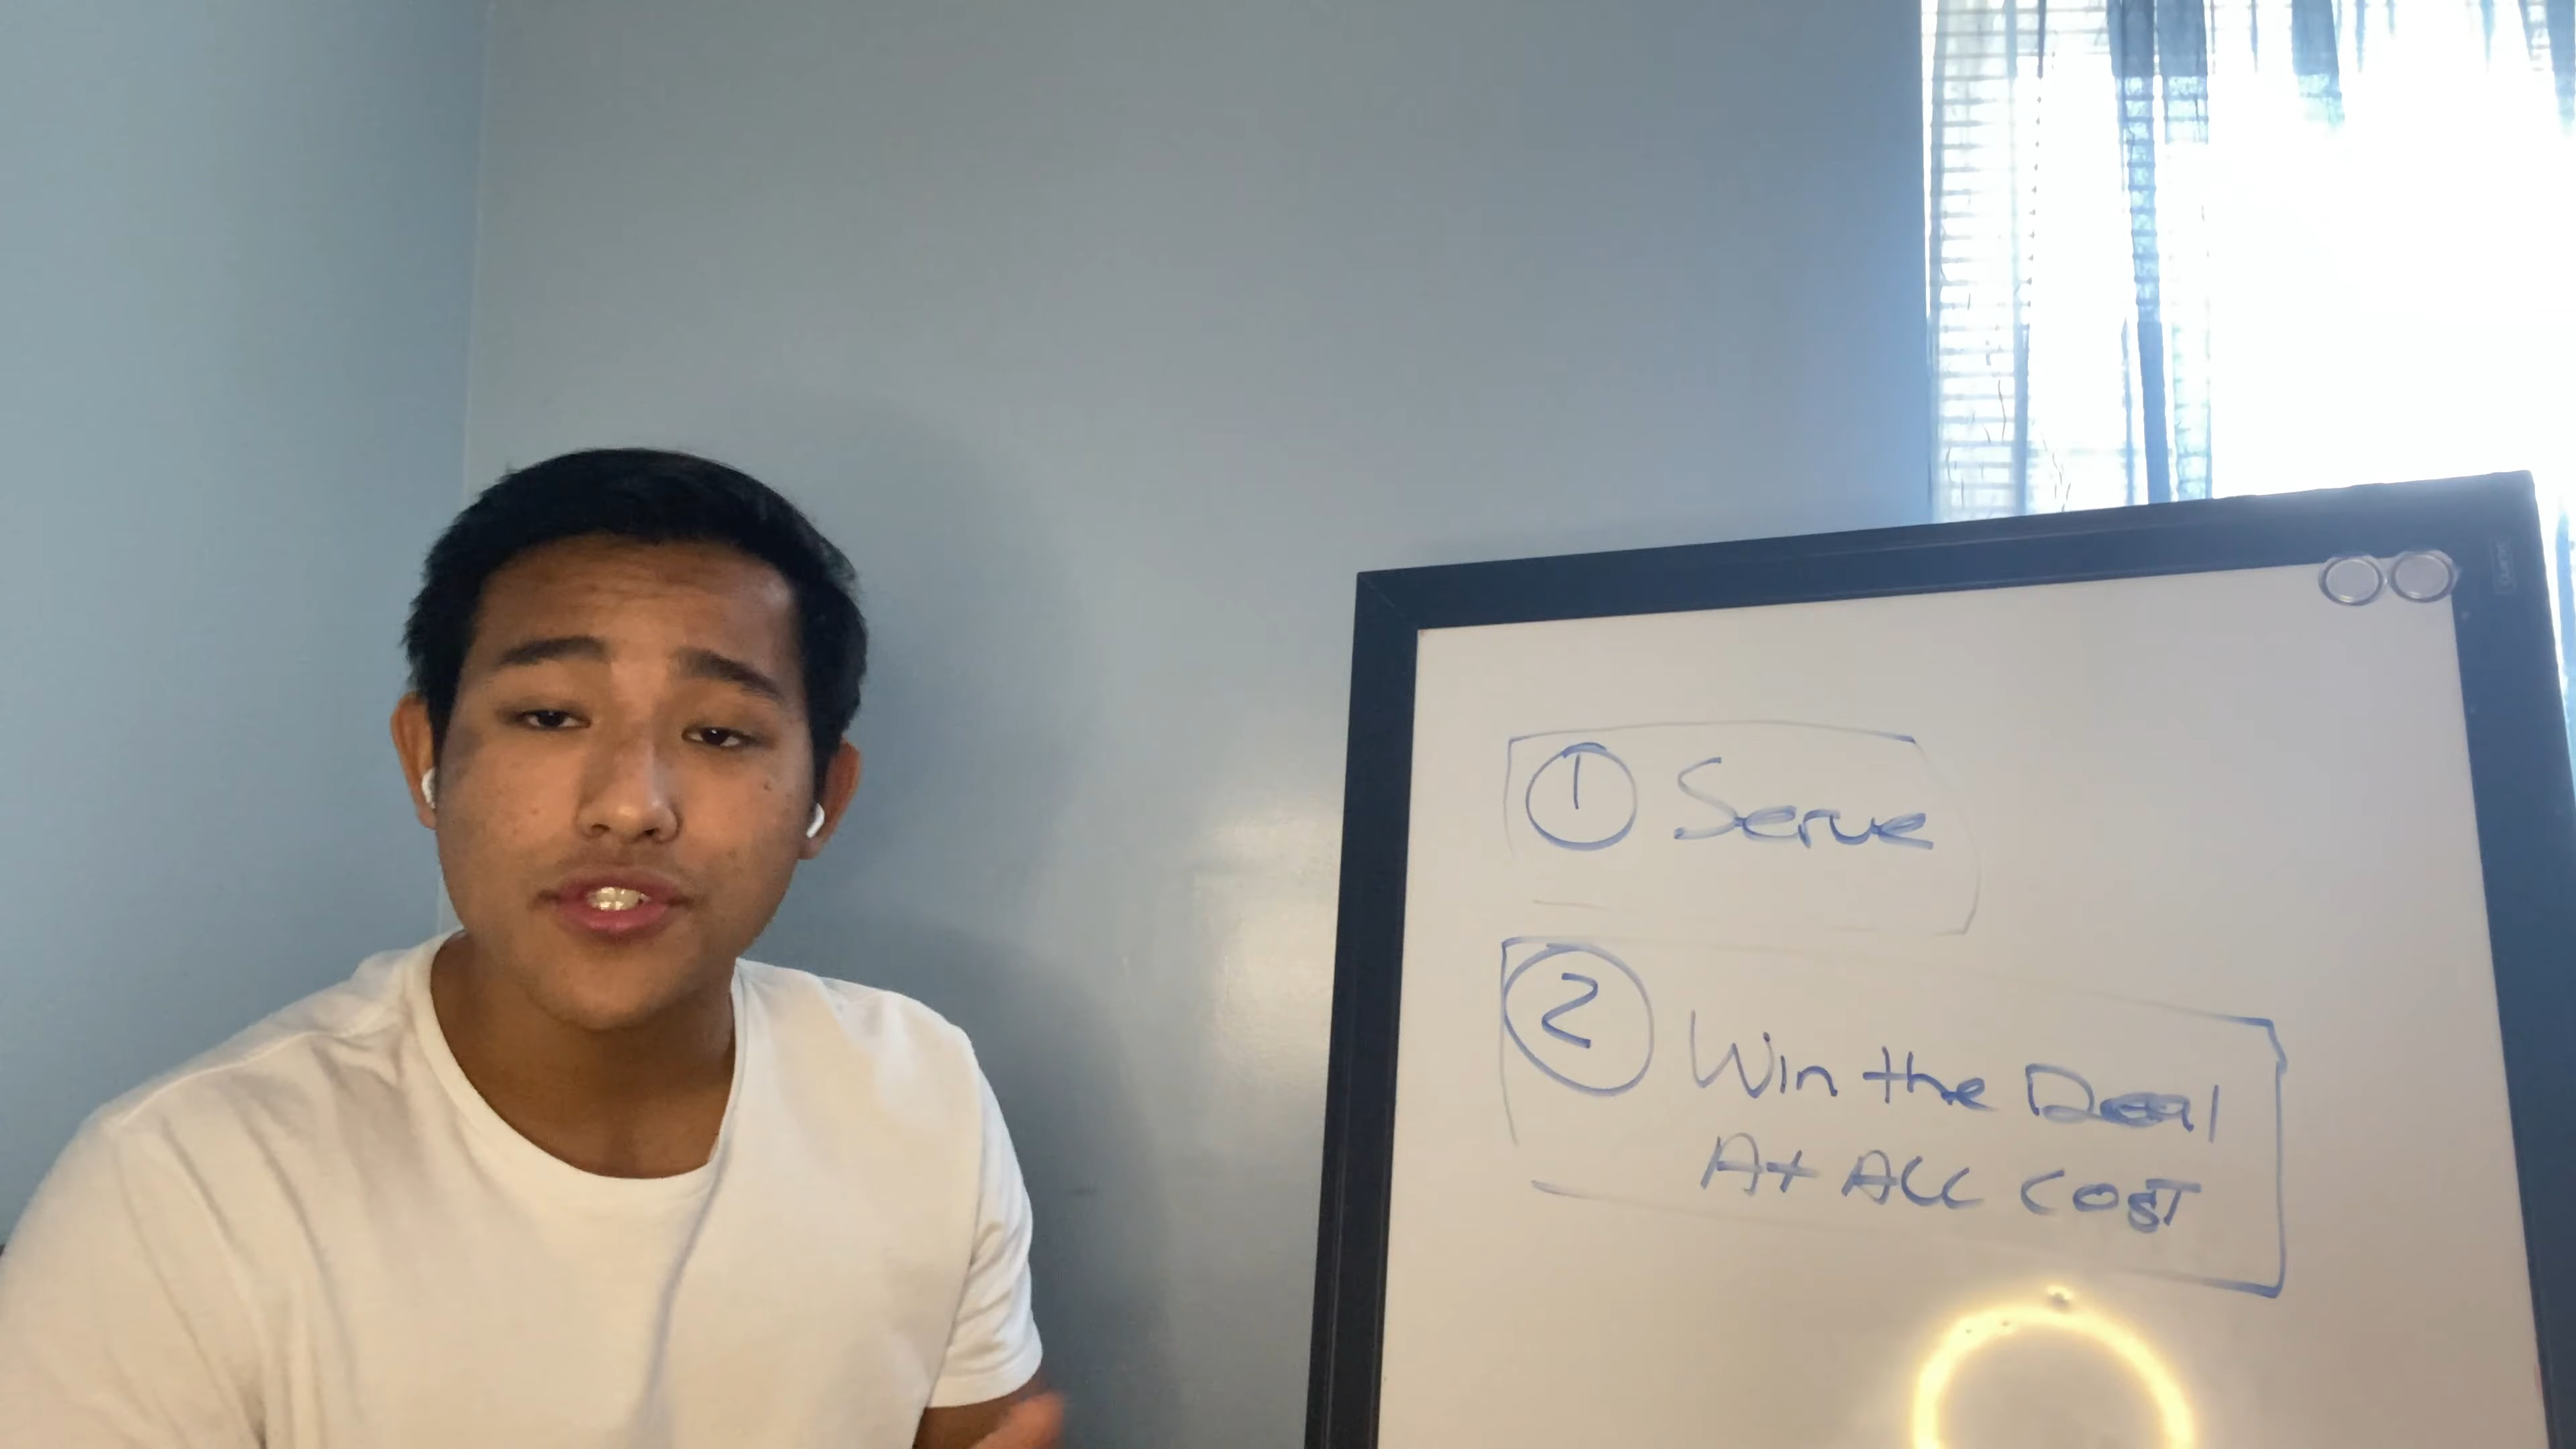 ① Serve
② Win the Deal
At ALL COST